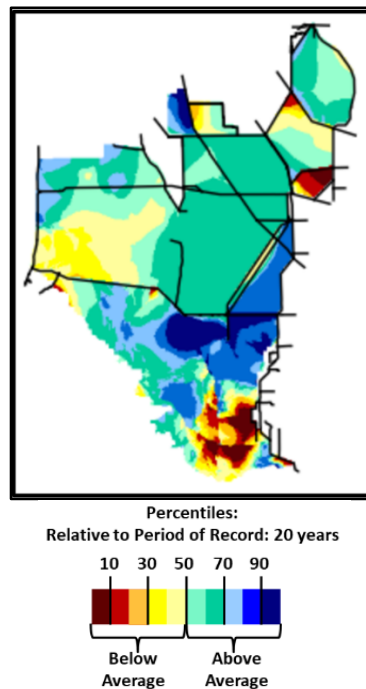 Percentiles:
Relative to Period of Record: 20 years
10 30 50 70 90
Below Above
Average Average